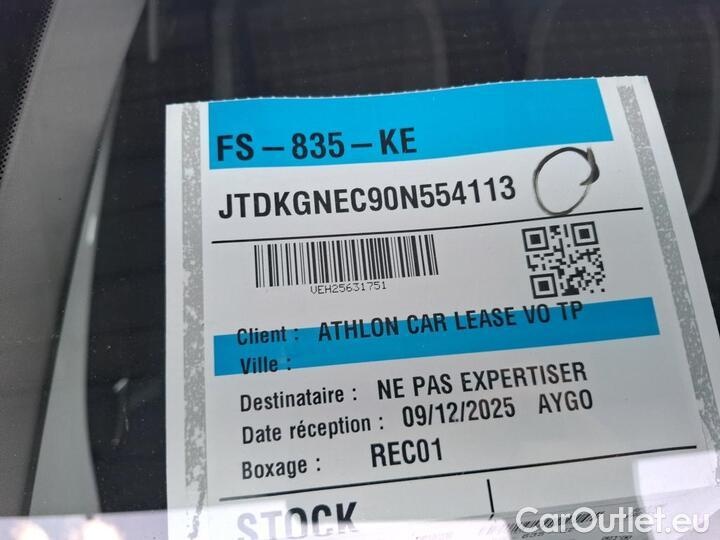 FS-835-KE
JTDKGNEC90N554113
VEH25631751
Client : ATHLON CAR LEASE VO TP
Ville :
Destinataire : NE PAS EXPERTISER
Date réception : 09/12/2025 AYGO
Boxage : REC01
STOCK
CarOutlet.eu